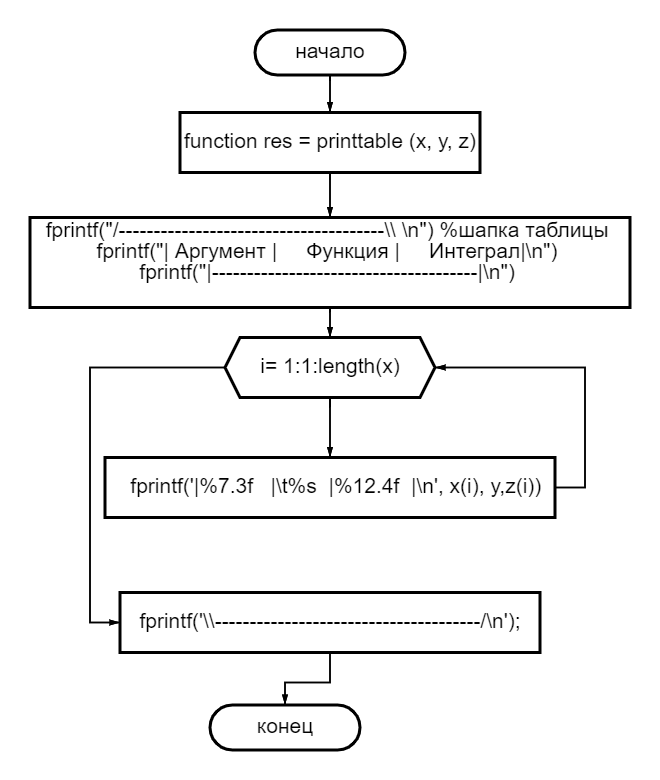 начало
function res = printtable (x, y, z)
fprintf("/---------------------------------------\\ \n") %шапка таблицы
fprintf("| Аргумент |     Функция |     Интеграл|\n")
fprintf("|---------------------------------------|\n")
i= 1:1:length(x)
fprintf('|%7.3f   |\t%s  |%12.4f  |\n', x(i), y,z(i))
fprintf('\\---------------------------------------/\n');
конец